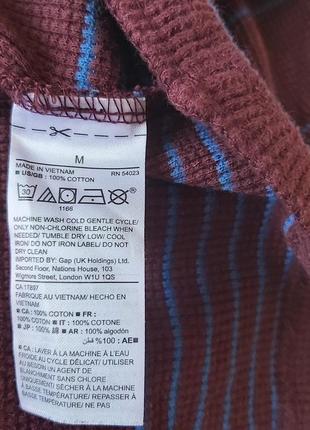 M
MADE IN VIETNAM RN 54023
■ US/GB : 100% COTTON
30
1166
MACHINE WASH COLD GENTLE CYCLE/
ONLY NON-CHLORINE BLEACH WHEN
NEEDED/ TUMBLE DRY LOW/ COOL
IRON DO NOT IRON LABEL/ DO NOT
DRY CLEAN
IMPORTED BY: Gap (UK Holdings) Ltd.
Second Floor, Nations House, 103
Wigmore Street, London W1U 1QS
CA 17897
FABRIQUÉ AU VIETNAM/ HECHO EN
VIETNAM
■ CA : 100% COTON ■ FR :
100% COTON ■ IT : 100% COTONE
■ JP : 100% 綿 ■ AR : 100% algodón
■ AE: 100% قطن
■ CA : LAVER À LA MACHINE À L'EAU
FROIDE AU CYCLE DÉLICAT / UTILISER
AU BESOIN UN AGENT DE
BLANCHIMENT SANS CHLORE
UNIQUEMENT/ SÉCHER À LA MACHINE
À BASSE TEMPÉRATURE/ REPASSER
À BASSE TEMPÉRATURE/ NE PAS